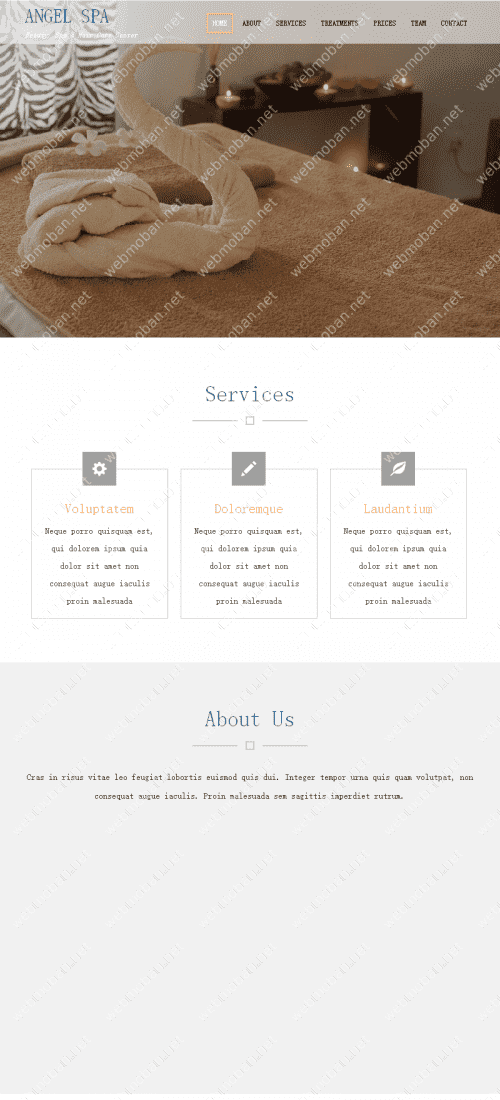 ANGEL SPA
HOME ABOUT SERVICES TREATMENTS PRICES TEAM CONTACT
webmoban.net
Services
Voluptatem
Neque porro quisquam est,
qui dolorem ipsum quia
dolor sit amet non
consequat augue iaculis
proin malesuada
Doloremque
Neque porro quisquam est,
qui dolorem ipsum quia
dolor sit amet non
consequat augue iaculis
proin malesuada
Laudantium
Neque porro quisquam est,
qui dolorem ipsum quia
dolor sit amet non
consequat augue iaculis
proin malesuada
About Us
Cras in risus vitae leo feugiat lobortis euismod quis dui. Integer tempor urna quis quam volutpat, non
consequat augue iaculis. Proin malesuada sem sagittis imperdiet rutrum.